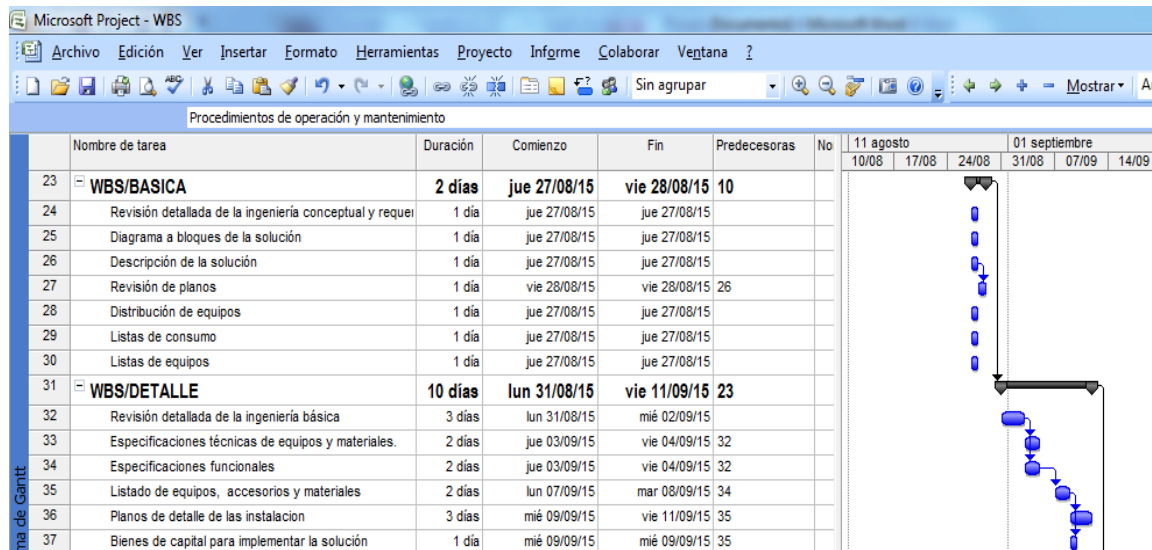 Microsoft Project - WBS
Archivo Edición Ver Insertar Formato Herramientas Proyecto Informe Colaborar Ventana ?
ABC Sin agrupar Mostrar
Procedimientos de operación y mantenimiento
Nombre de tarea Duración Comienzo Fin Predecesoras No 11 agosto 01 septiembre
10/08 17/08 24/08 31/08 07/09 14/09
23 WBS/BASICA 2 días jue 27/08/15 vie 28/08/15 10
24 Revisión detallada de la ingeniería conceptual y requer 1 día jue 27/08/15 jue 27/08/15
25 Diagrama a bloques de la solución 1 día jue 27/08/15 jue 27/08/15
26 Descripción de la solución 1 día jue 27/08/15 jue 27/08/15
27 Revisión de planos 1 día vie 28/08/15 vie 28/08/15 26
28 Distribución de equipos 1 día jue 27/08/15 jue 27/08/15
29 Listas de consumo 1 día jue 27/08/15 jue 27/08/15
30 Listas de equipos 1 día jue 27/08/15 jue 27/08/15
31 WBS/DETALLE 10 días lun 31/08/15 vie 11/09/15 23
32 Revisión detallada de la ingeniería básica 3 días lun 31/08/15 mié 02/09/15
33 Especificaciones técnicas de equipos y materiales. 2 días jue 03/09/15 vie 04/09/15 32
34 Especificaciones funcionales 2 días jue 03/09/15 vie 04/09/15 32
35 Listado de equipos, accesorios y materiales 2 días lun 07/09/15 mar 08/09/15 34
36 Planos de detalle de las instalacion 3 días mié 09/09/15 vie 11/09/15 35
37 Bienes de capital para implementar la solución 1 día mié 09/09/15 mié 09/09/15 35
ma de Gantt